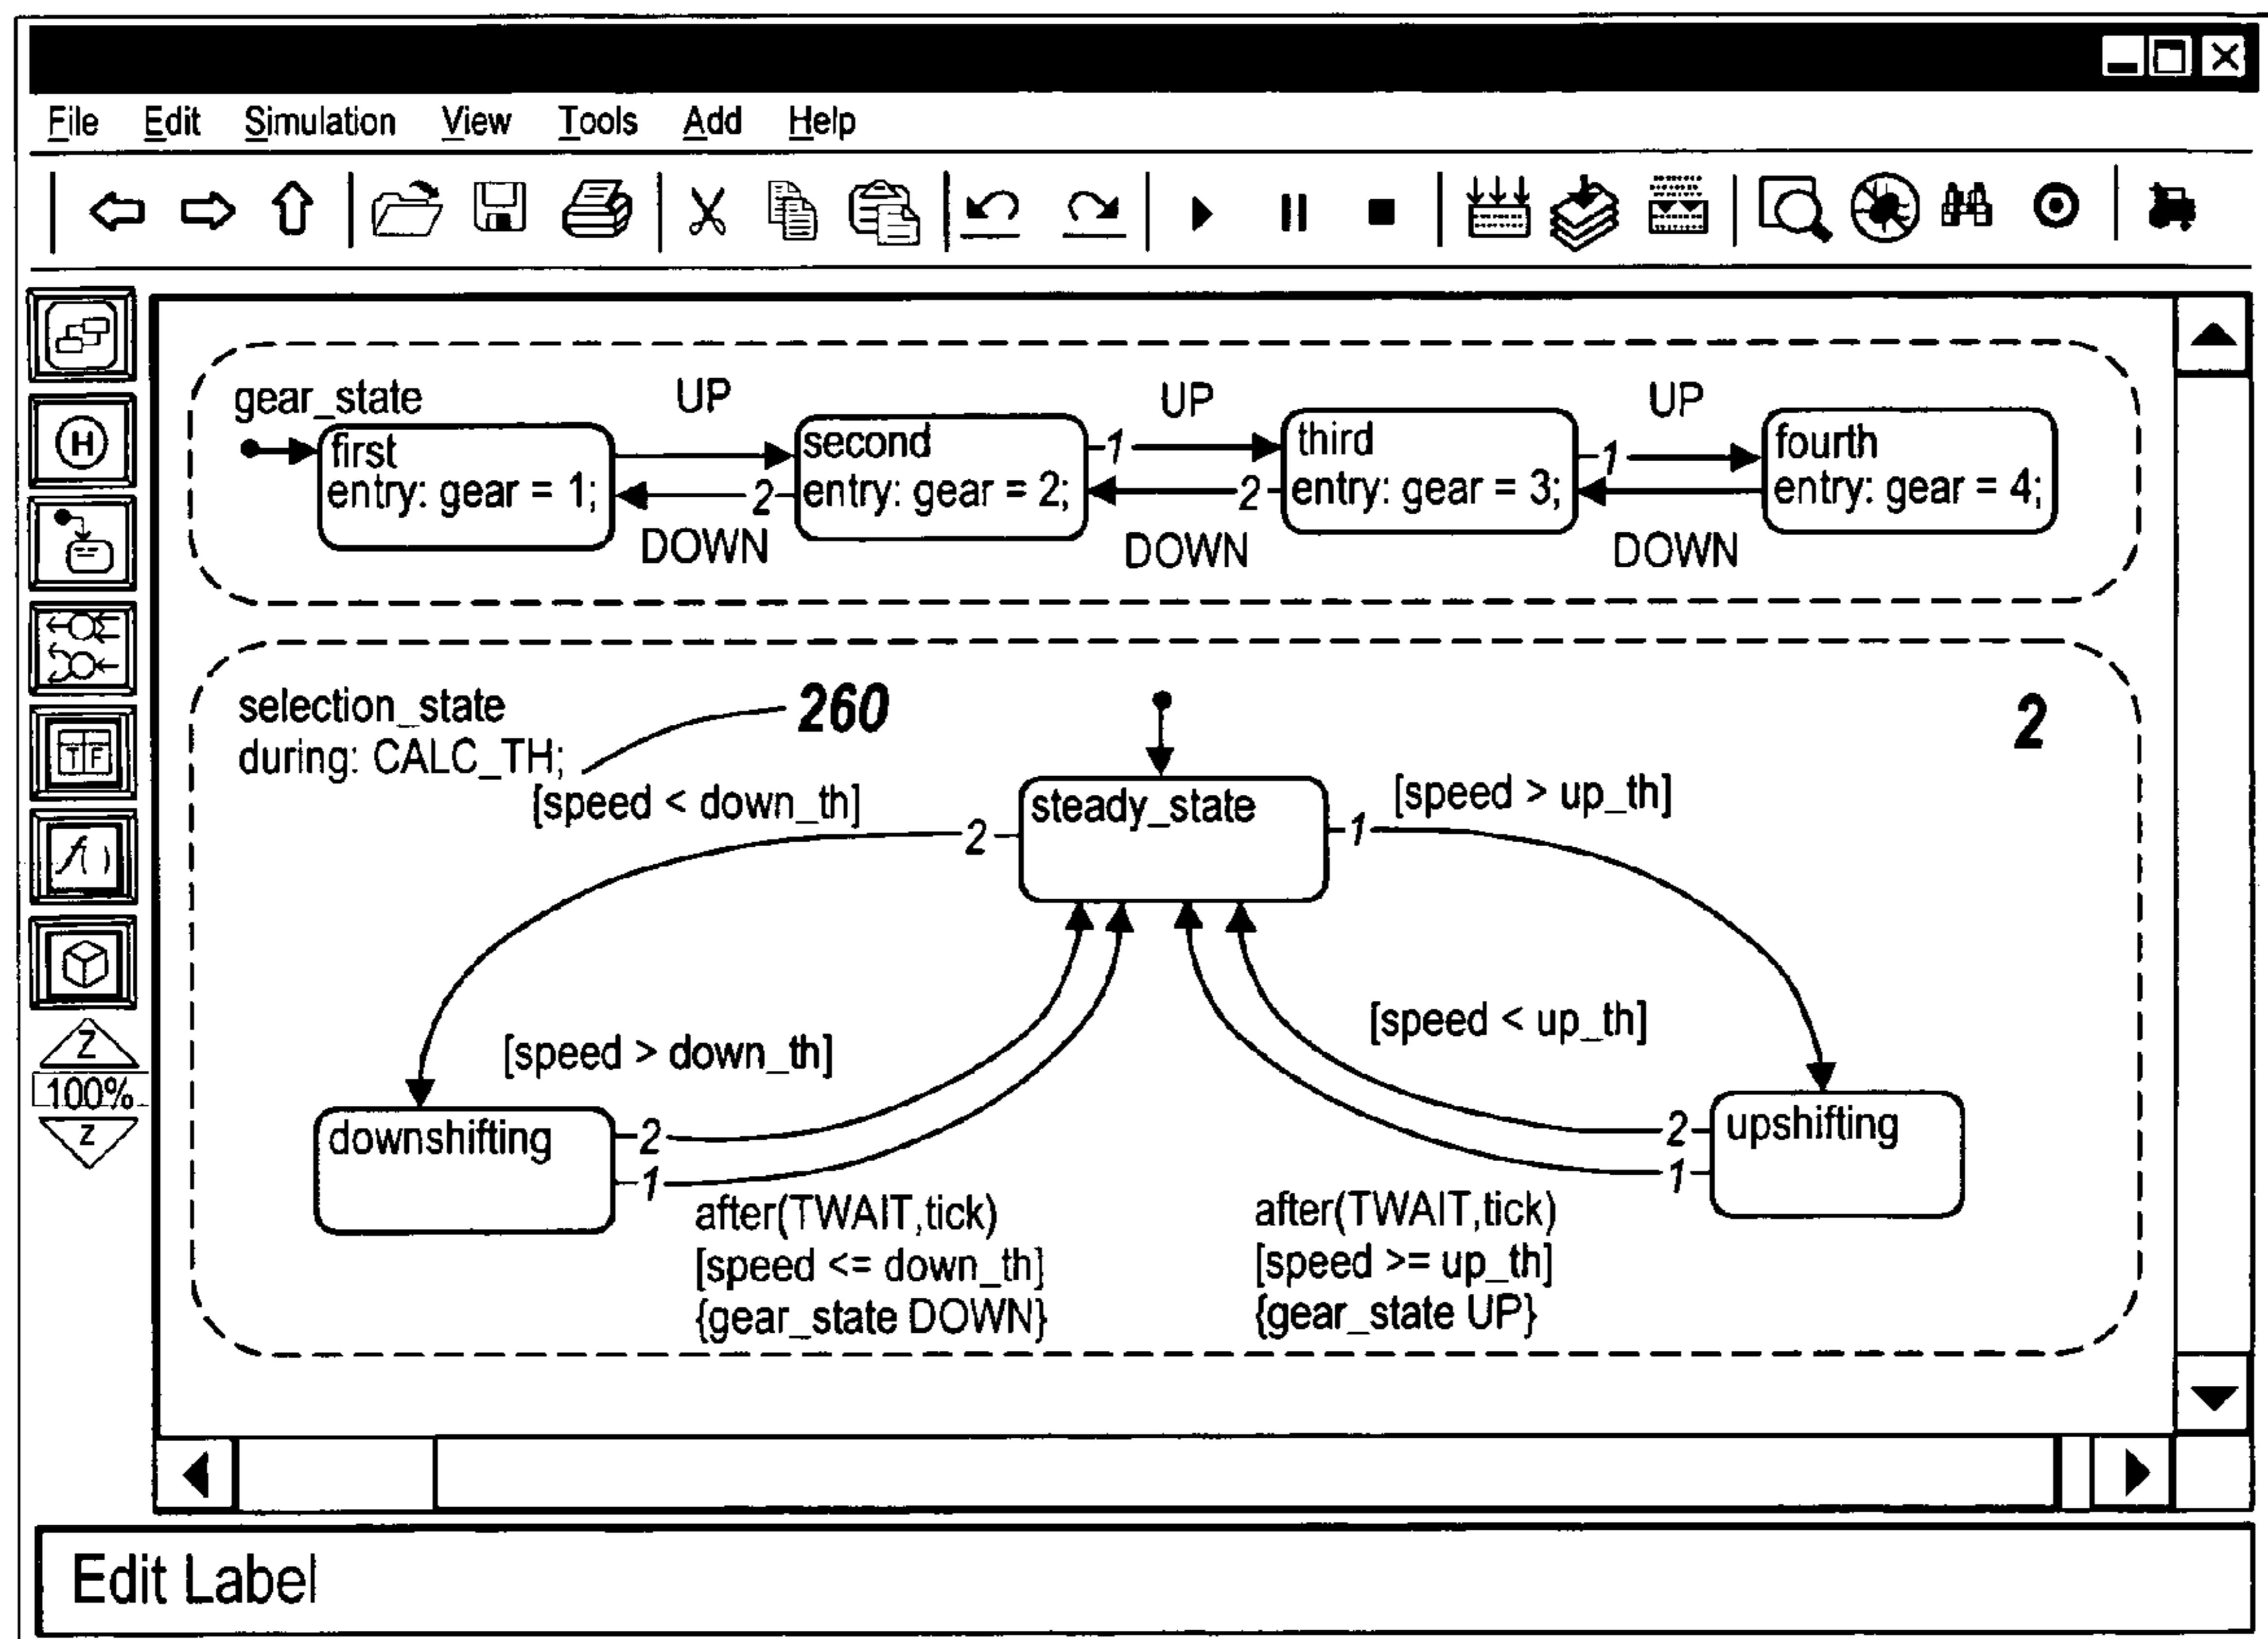 File Edit Simulation View Tools Add Help
H
T F
f( )
Z
100%
z
gear_state
UP
UP
UP
first
entry: gear = 1;
second
entry: gear = 2;
third
entry: gear = 3;
fourth
entry: gear = 4;
1
1
2
2
DOWN
DOWN
DOWN
selection_state
during: CALC_TH;
260
2
[speed < down_th]
steady_state
[speed > up_th]
2
1
[speed > down_th]
[speed < up_th]
downshifting
2
1
upshifting
2
1
after(TWAIT,tick)
[speed <= down_th]
{gear_state DOWN}
after(TWAIT,tick)
[speed >= up_th]
{gear_state UP}
Edit Label